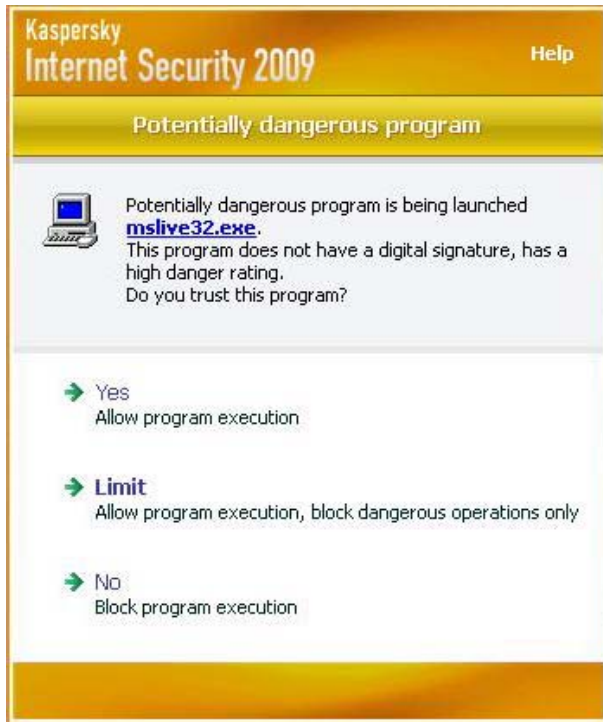 Kaspersky
Internet Security 2009
Help
Potentially dangerous program
Potentially dangerous program is being launched
mslive32.exe.
This program does not have a digital signature, has a
high danger rating.
Do you trust this program?
Yes
Allow program execution
Limit
Allow program execution, block dangerous operations only
No
Block program execution